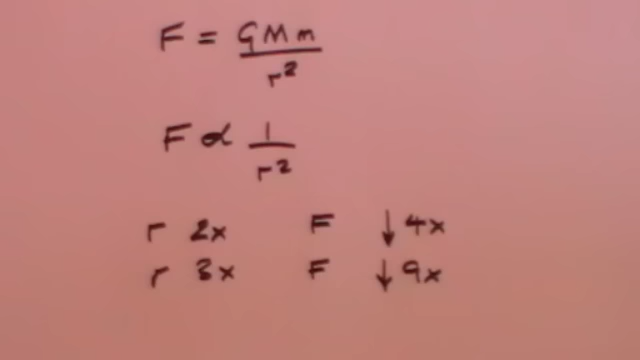 F = GMm / r²
F ∝ 1 / r²
r 2x F ↓ 4x
r 3x F ↓ 9x